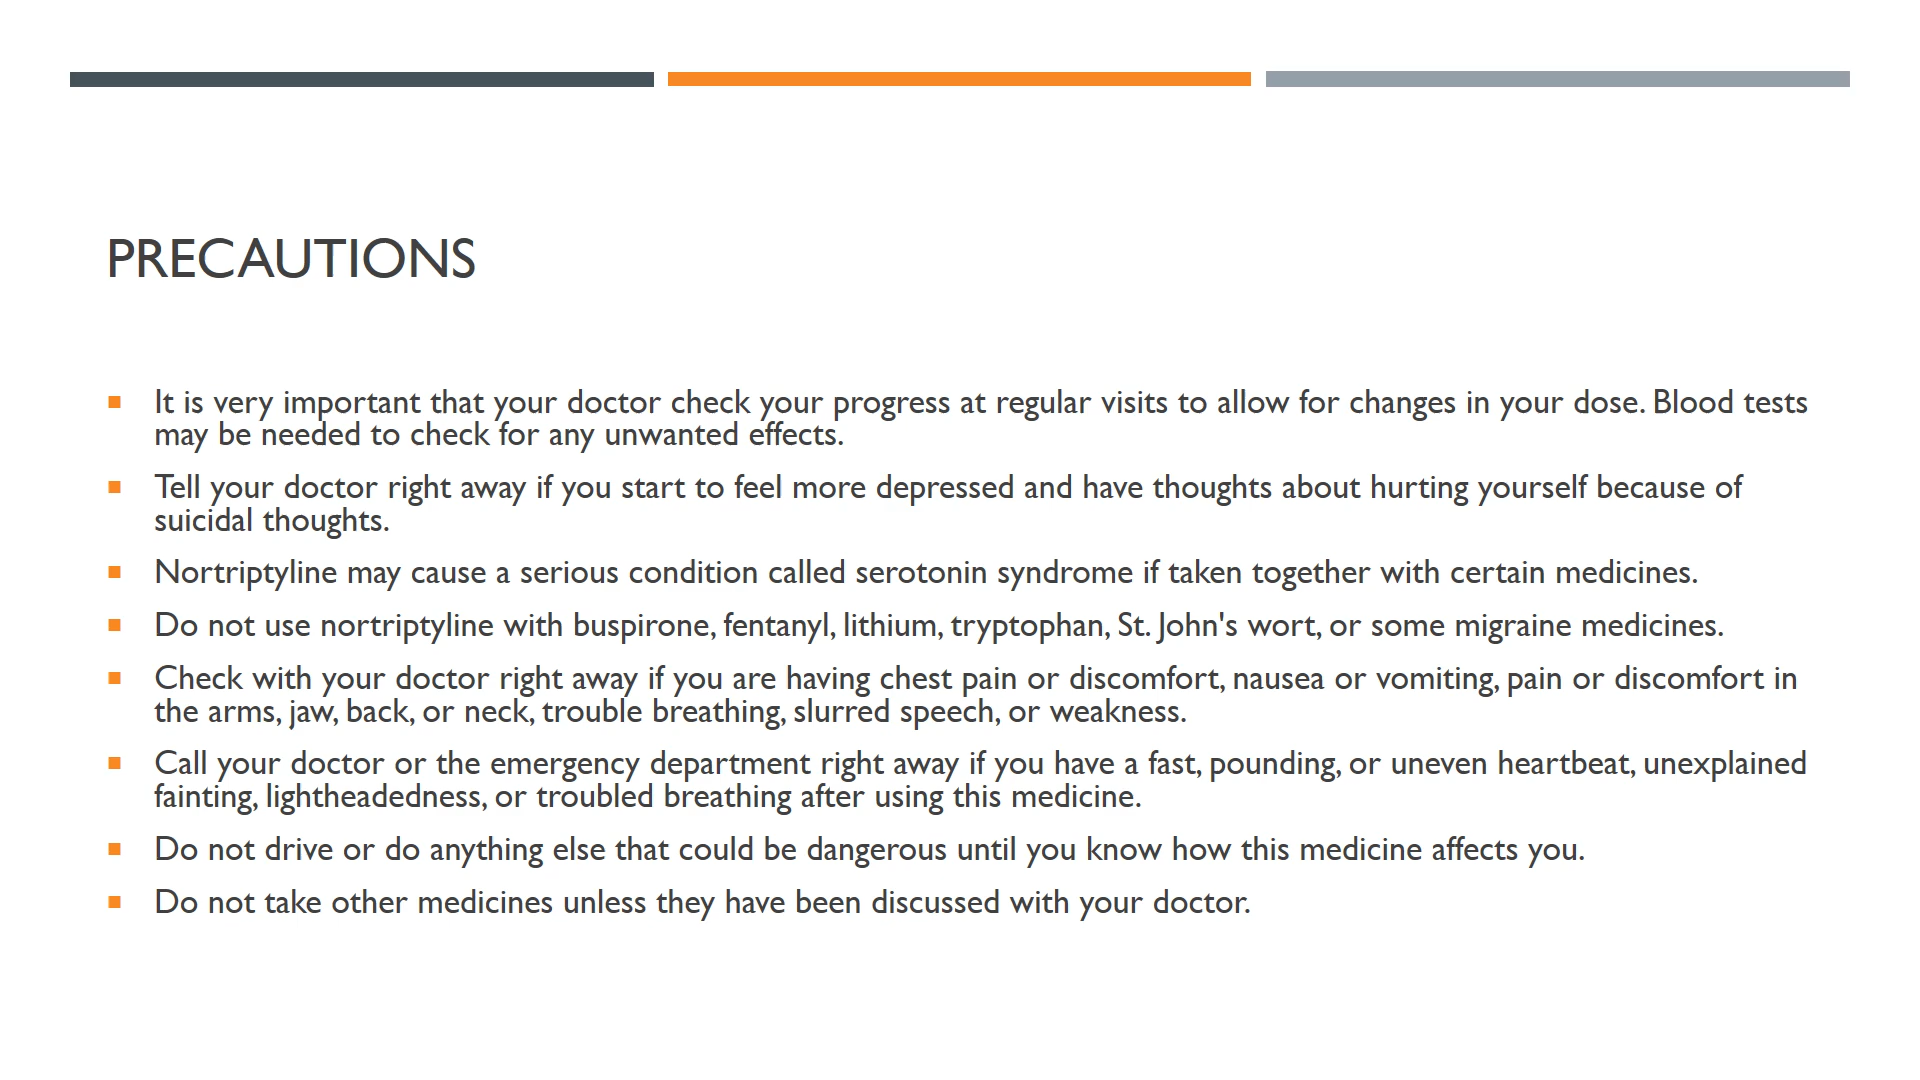 PRECAUTIONS
It is very important that your doctor check your progress at regular visits to allow for changes in your dose. Blood tests
may be needed to check for any unwanted effects.
Tell your doctor right away if you start to feel more depressed and have thoughts about hurting yourself because of
suicidal thoughts.
Nortriptyline may cause a serious condition called serotonin syndrome if taken together with certain medicines.
Do not use nortriptyline with buspirone, fentanyl, lithium, tryptophan, St. John's wort, or some migraine medicines.
Check with your doctor right away if you are having chest pain or discomfort, nausea or vomiting, pain or discomfort in
the arms, jaw, back, or neck, trouble breathing, slurred speech, or weakness.
Call your doctor or the emergency department right away if you have a fast, pounding, or uneven heartbeat, unexplained
fainting, lightheadedness, or troubled breathing after using this medicine.
Do not drive or do anything else that could be dangerous until you know how this medicine affects you.
Do not take other medicines unless they have been discussed with your doctor.